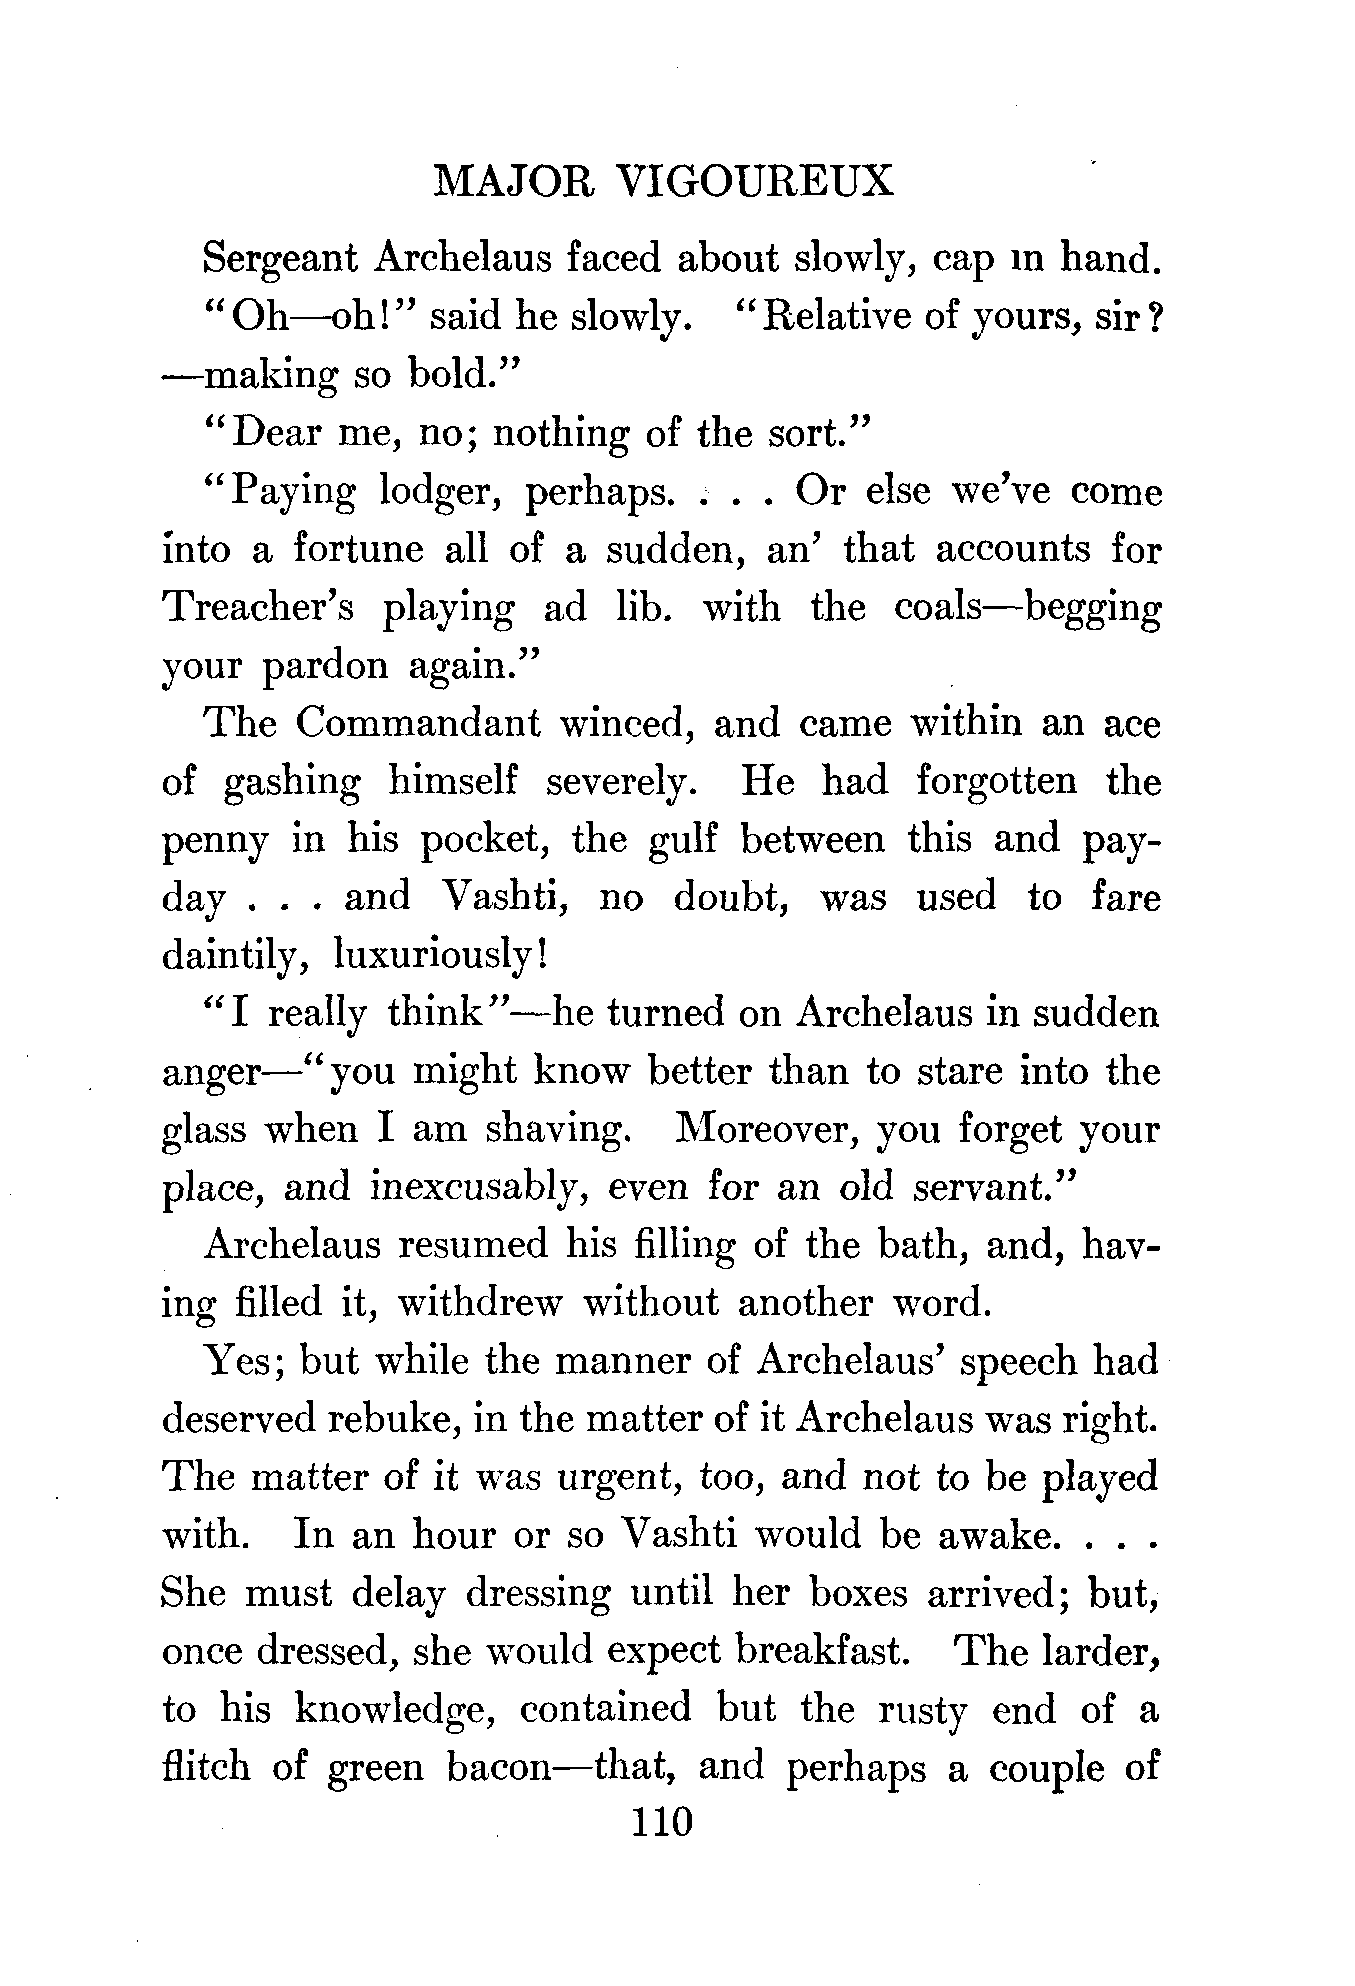 MAJOR VIGOUREUX
Sergeant Archelaus faced about slowly, cap in hand.
"Oh—oh!" said he slowly. "Relative of yours, sir?
—making so bold."
"Dear me, no; nothing of the sort."
"Paying lodger, perhaps. . . . Or else we've come
into a fortune all of a sudden, an' that accounts for
Treacher's playing ad lib. with the coals—begging
your pardon again."
The Commandant winced, and came within an ace
of gashing himself severely. He had forgotten the
penny in his pocket, the gulf between this and pay-
day . . . and Vashti, no doubt, was used to fare
daintily, luxuriously!
"I really think"—he turned on Archelaus in sudden
anger—"you might know better than to stare into the
glass when I am shaving. Moreover, you forget your
place, and inexcusably, even for an old servant."
Archelaus resumed his filling of the bath, and, hav-
ing filled it, withdrew without another word.
Yes; but while the manner of Archelaus' speech had
deserved rebuke, in the matter of it Archelaus was right.
The matter of it was urgent, too, and not to be played
with. In an hour or so Vashti would be awake. . . .
She must delay dressing until her boxes arrived; but,
once dressed, she would expect breakfast. The larder,
to his knowledge, contained but the rusty end of a
flitch of green bacon—that, and perhaps a couple of
110